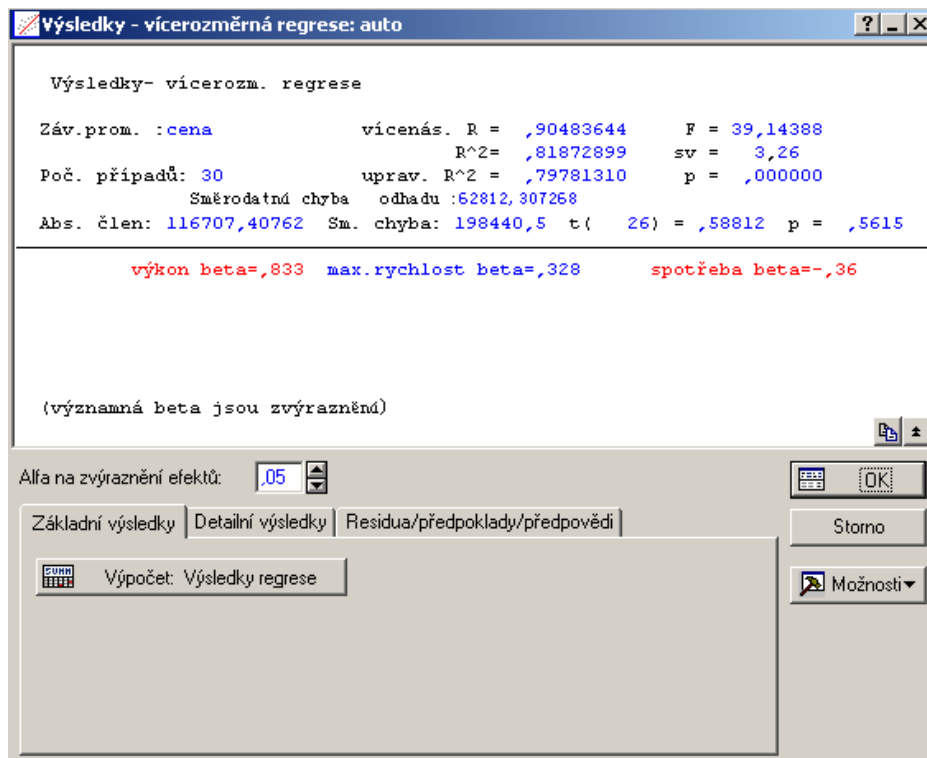 Výsledky - vícerozměrná regrese: auto
Výsledky- vícerozm. regrese
Záv.prom. :cena vícenás. R = ,90483644 F = 39,14388
R^2= ,81872899 sv = 3,26
Poč. případů: 30 uprav. R^2 = ,79781310 p = ,000000
Směrodatná chyba odhadu :62812,307268
Abs. člen: 116707,40762 Sm. chyba: 198440,5 t( 26) = ,58812 p = ,5615
výkon beta=,833 max.rychlost beta=,328 spotřeba beta=-,36
(významná beta jsou zvýrazněná)
Alfa na zvýraznění efektů: ,05
OK
Základní výsledky Detailní výsledky Residua/předpoklady/předpovědi
Storno
SUMM Výpočet: Výsledky regrese
Možnosti